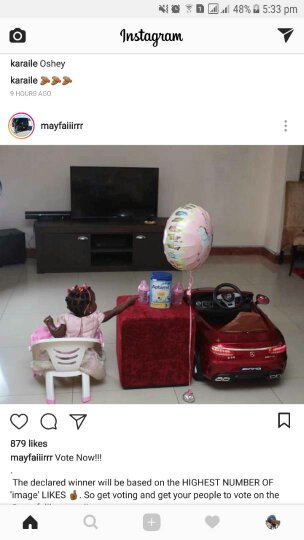 48% 5:33 pm
Instagram
karaile Oshey
karaile
9 HOURS AGO
mayfaiiirrr
Aptamil
879 likes
mayfaiiirrr Vote Now!!!
.
The declared winner will be based on the HIGHEST NUMBER OF
'image' LIKES . So get voting and get your people to vote on the